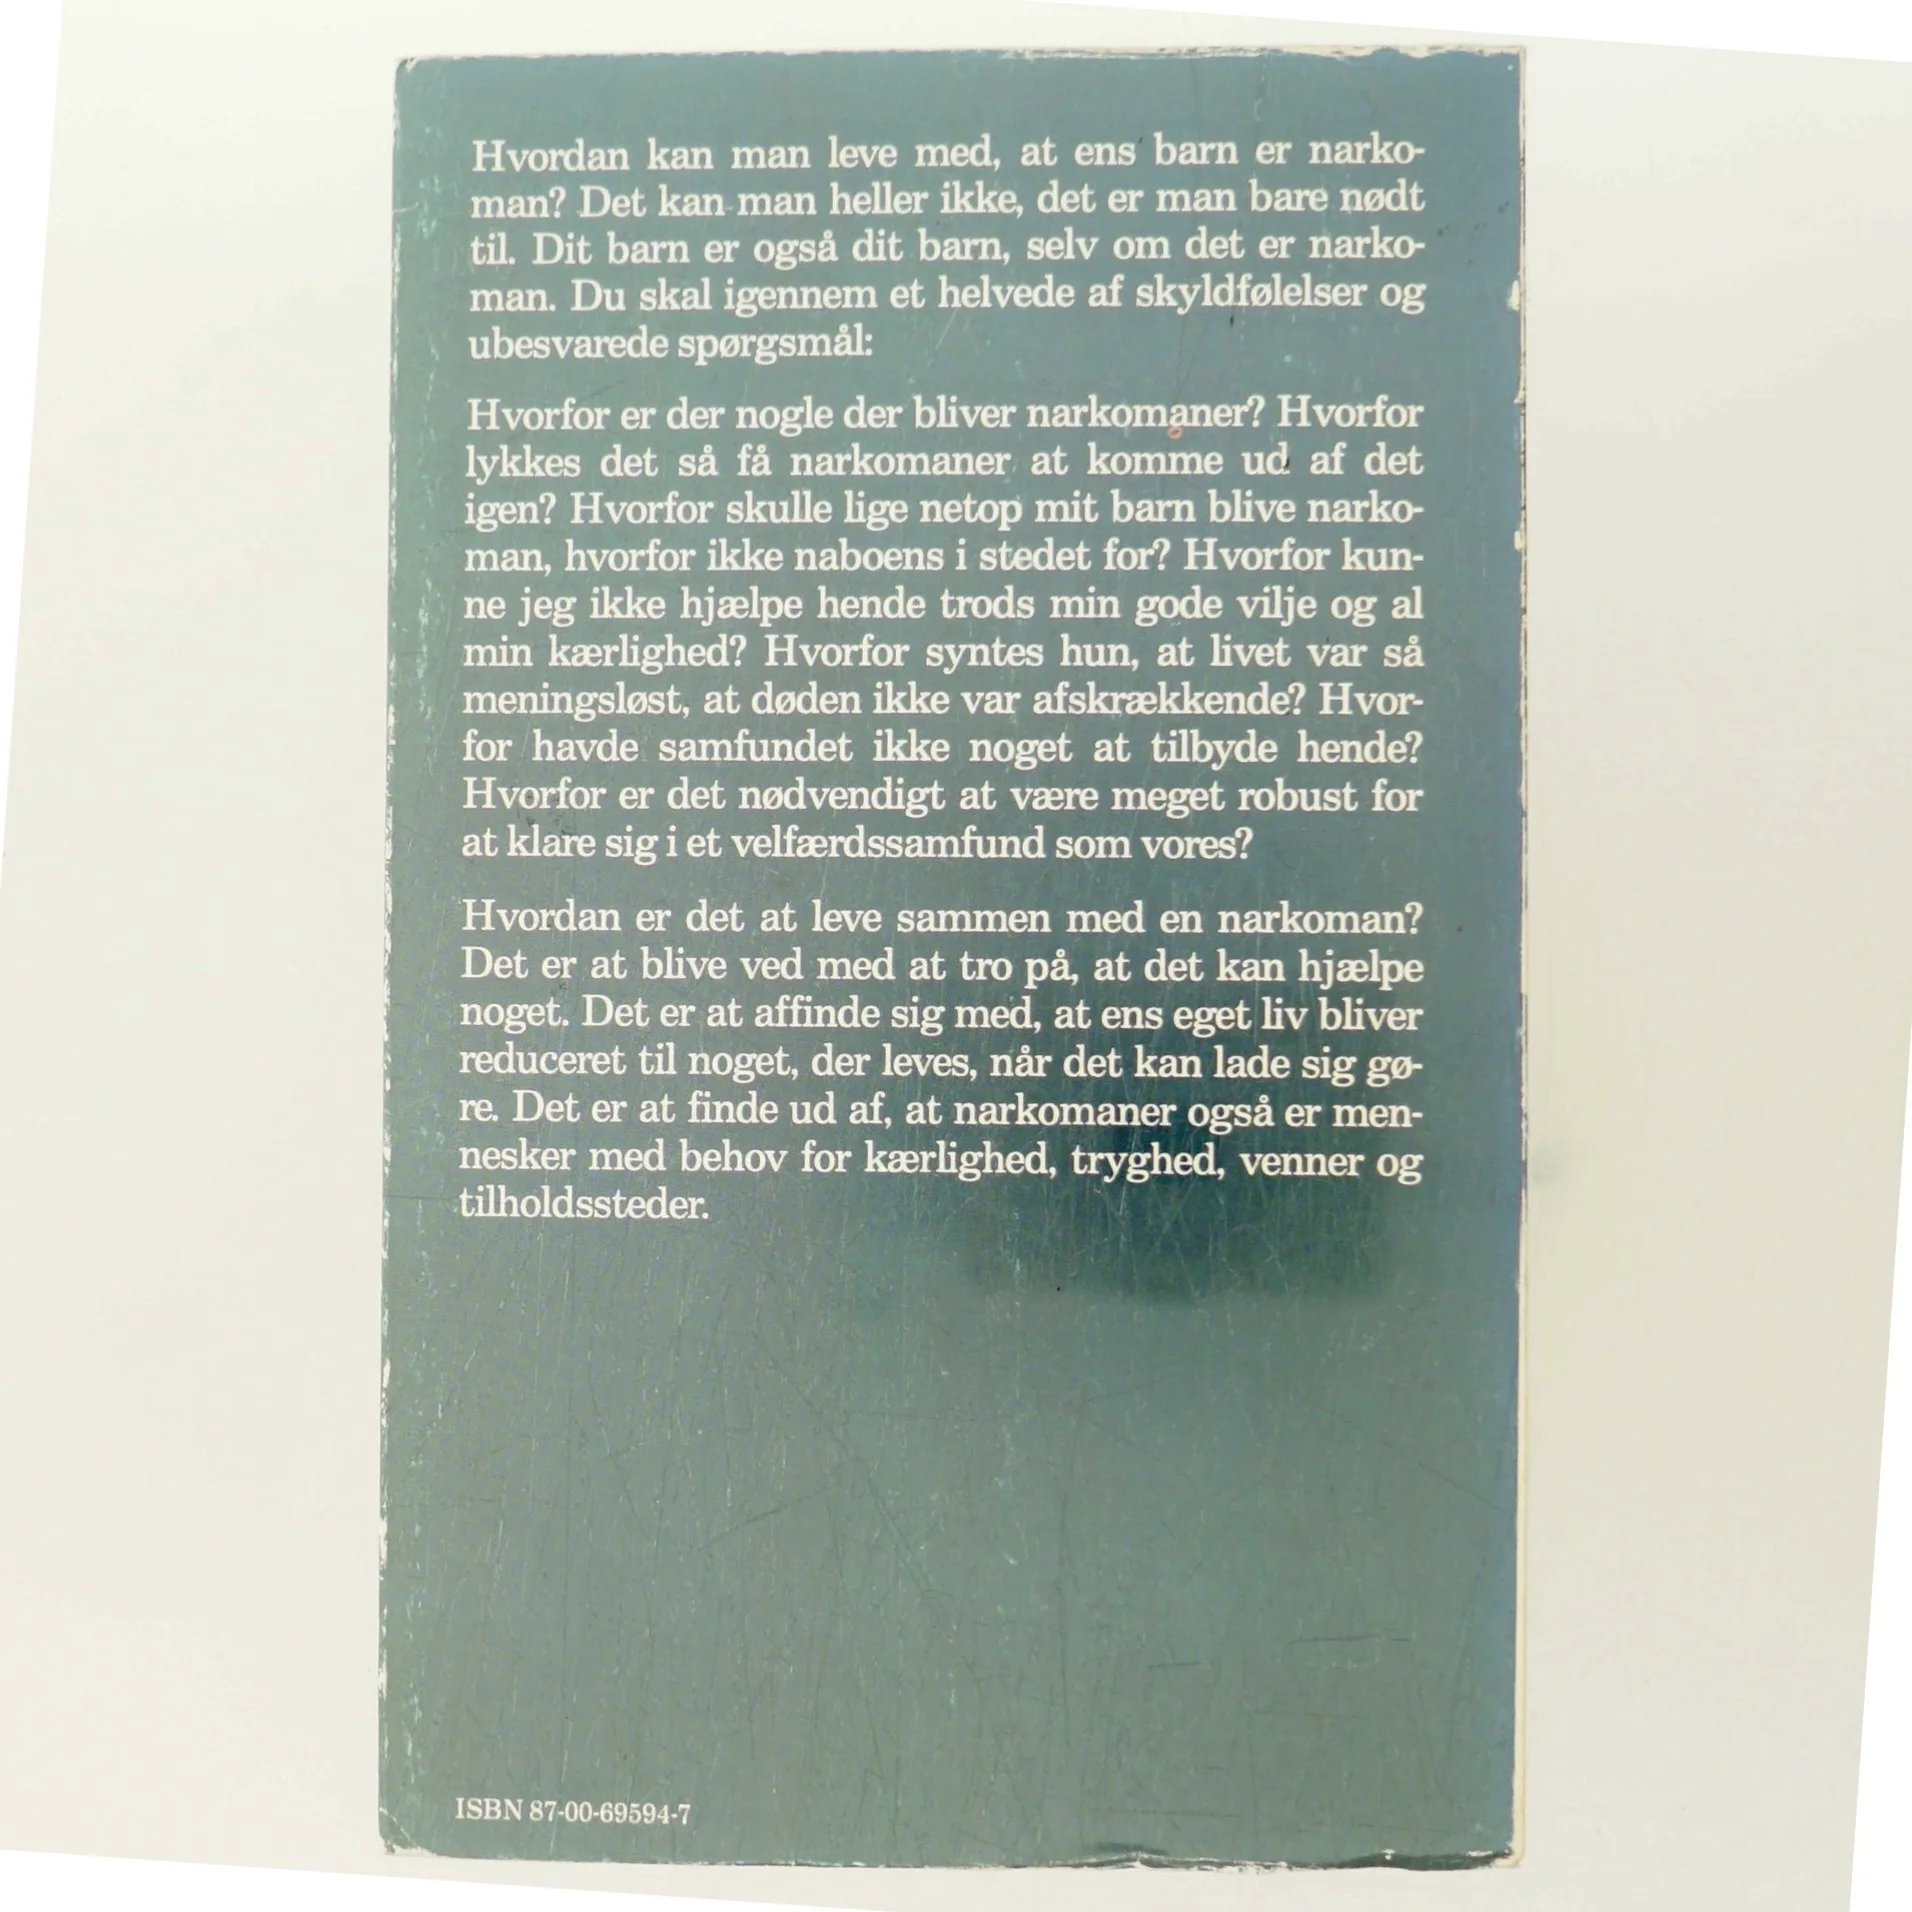 Hvordan kan man leve med, at ens barn er narko-
man? Det kan man heller ikke, det er man bare nødt
til. Dit barn er også dit barn, selv om det er narko-
man. Du skal igennem et helvede af skyldfølelser og
ubesvarede spørgsmål:
Hvorfor er der nogle der bliver narkomaner? Hvorfor
lykkes det så få narkomaner at komme ud af det
igen? Hvorfor skulle lige netop mit barn blive narko-
man, hvorfor ikke naboens i stedet for? Hvorfor kun-
ne jeg ikke hjælpe hende trods min gode vilje og al
min kærlighed? Hvorfor syntes hun, at livet var så
meningsløst, at døden ikke var afskrækkende? Hvor-
for havde samfundet ikke noget at tilbyde hende?
Hvorfor er det nødvendigt at være meget robust for
at klare sig i et velfærdssamfund som vores?
Hvordan er det at leve sammen med en narkoman?
Det er at blive ved med at tro på, at det kan hjælpe
noget. Det er at affinde sig med, at ens eget liv bliver
reduceret til noget, der leves, når det kan lade sig gø-
re. Det er at finde ud af, at narkomaner også er men-
nesker med behov for kærlighed, tryghed, venner og
tilholdssteder.
ISBN 87-00-69594-7